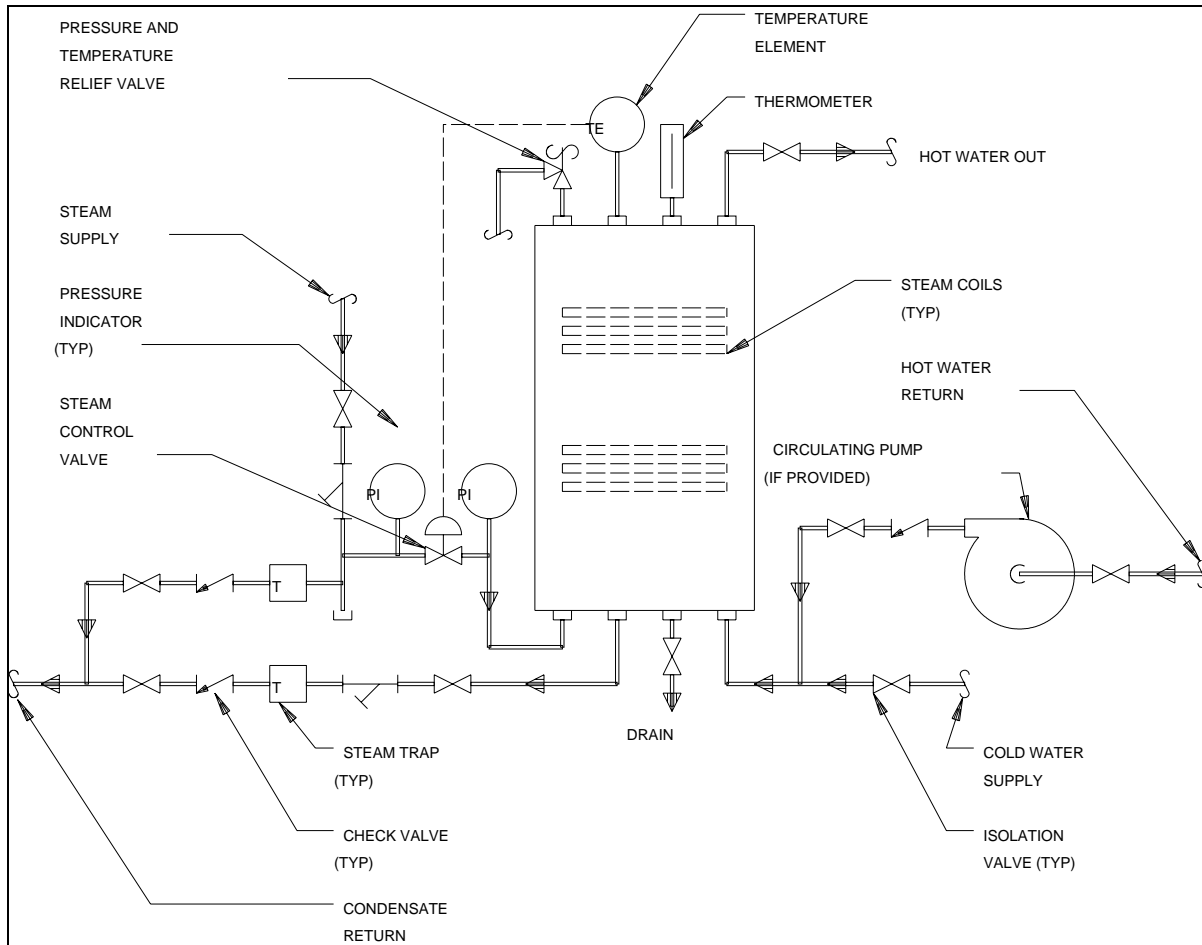 PRESSURE AND
TEMPERATURE
RELIEF VALVE
TEMPERATURE
ELEMENT
THERMOMETER
TE
HOT WATER OUT
STEAM
SUPPLY
PRESSURE
INDICATOR
(TYP)
STEAM COILS
(TYP)
HOT WATER
RETURN
STEAM
CONTROL
VALVE
CIRCULATING PUMP
(IF PROVIDED)
PI
PI
T
T
DRAIN
STEAM TRAP
(TYP)
COLD WATER
SUPPLY
CHECK VALVE
(TYP)
ISOLATION
VALVE (TYP)
CONDENSATE
RETURN